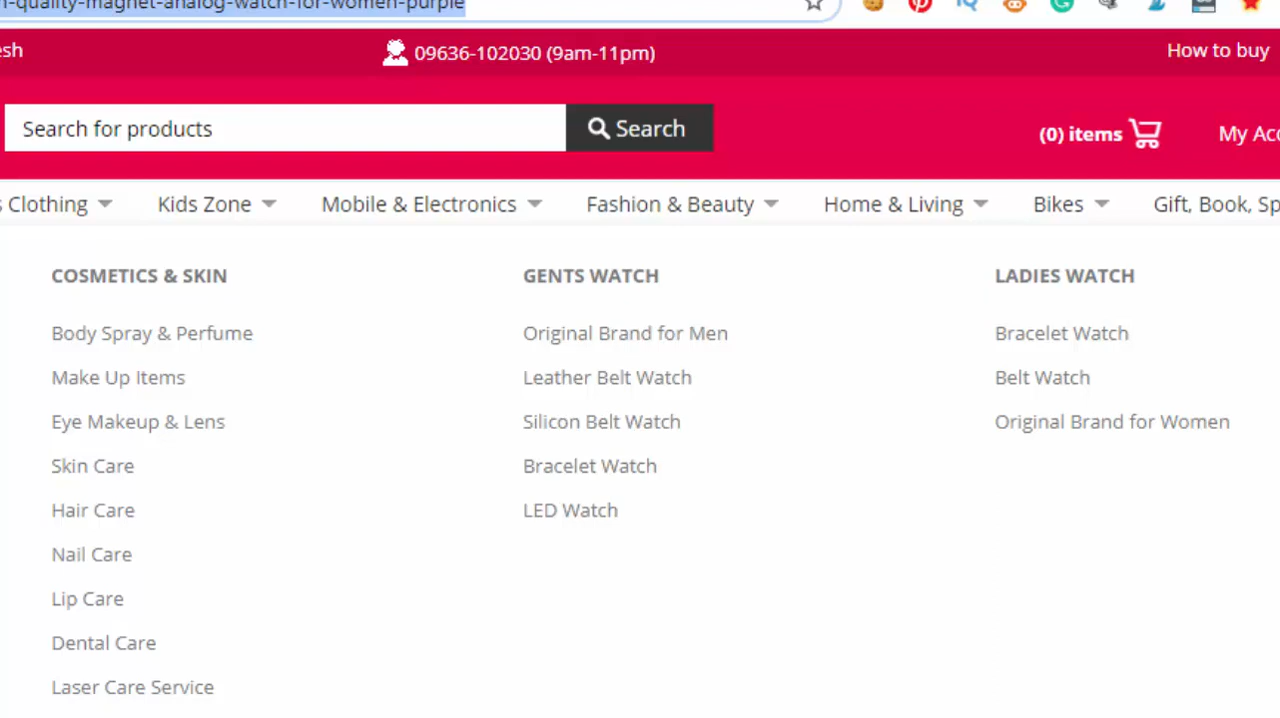 -quality-magnet-analog-watch-for-women-purple
esh 09636-102030 (9am-11pm) How to buy
Search for products Search (0) items My Acc
s Clothing Kids Zone Mobile & Electronics Fashion & Beauty Home & Living Bikes Gift, Book, Sp
COSMETICS & SKIN GENTS WATCH LADIES WATCH
Body Spray & Perfume Original Brand for Men Bracelet Watch
Make Up Items Leather Belt Watch Belt Watch
Eye Makeup & Lens Silicon Belt Watch Original Brand for Women
Skin Care Bracelet Watch
Hair Care LED Watch
Nail Care
Lip Care
Dental Care
Laser Care Service